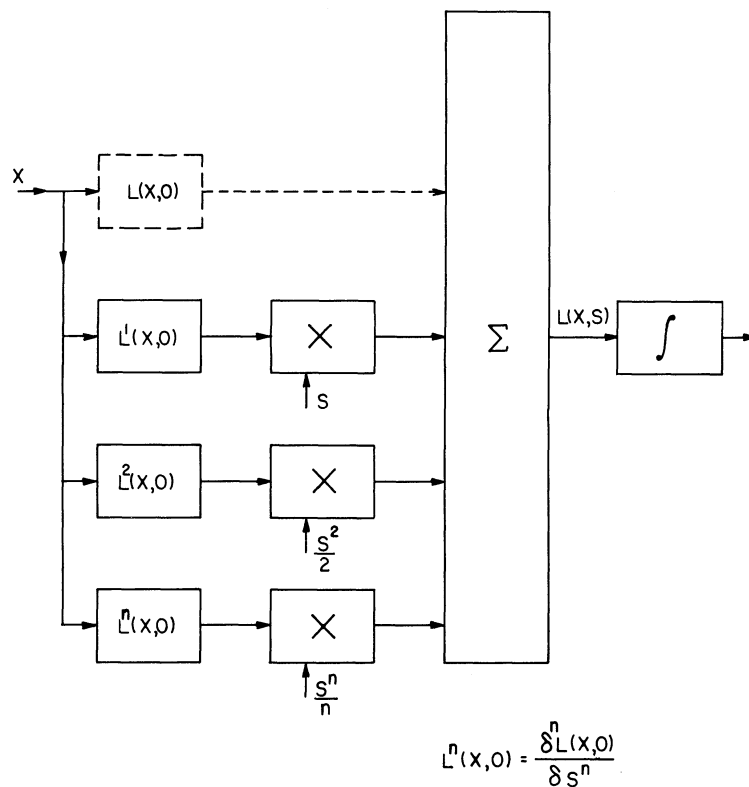 X
L(X,0)
L¹(X,0)
×
S
Σ
L(X,S)
∫
L²(X,0)
×
S²/2
Lⁿ(X,0)
×
Sⁿ/n
Lⁿ(X,0) = δⁿL(X,0)/δSⁿ